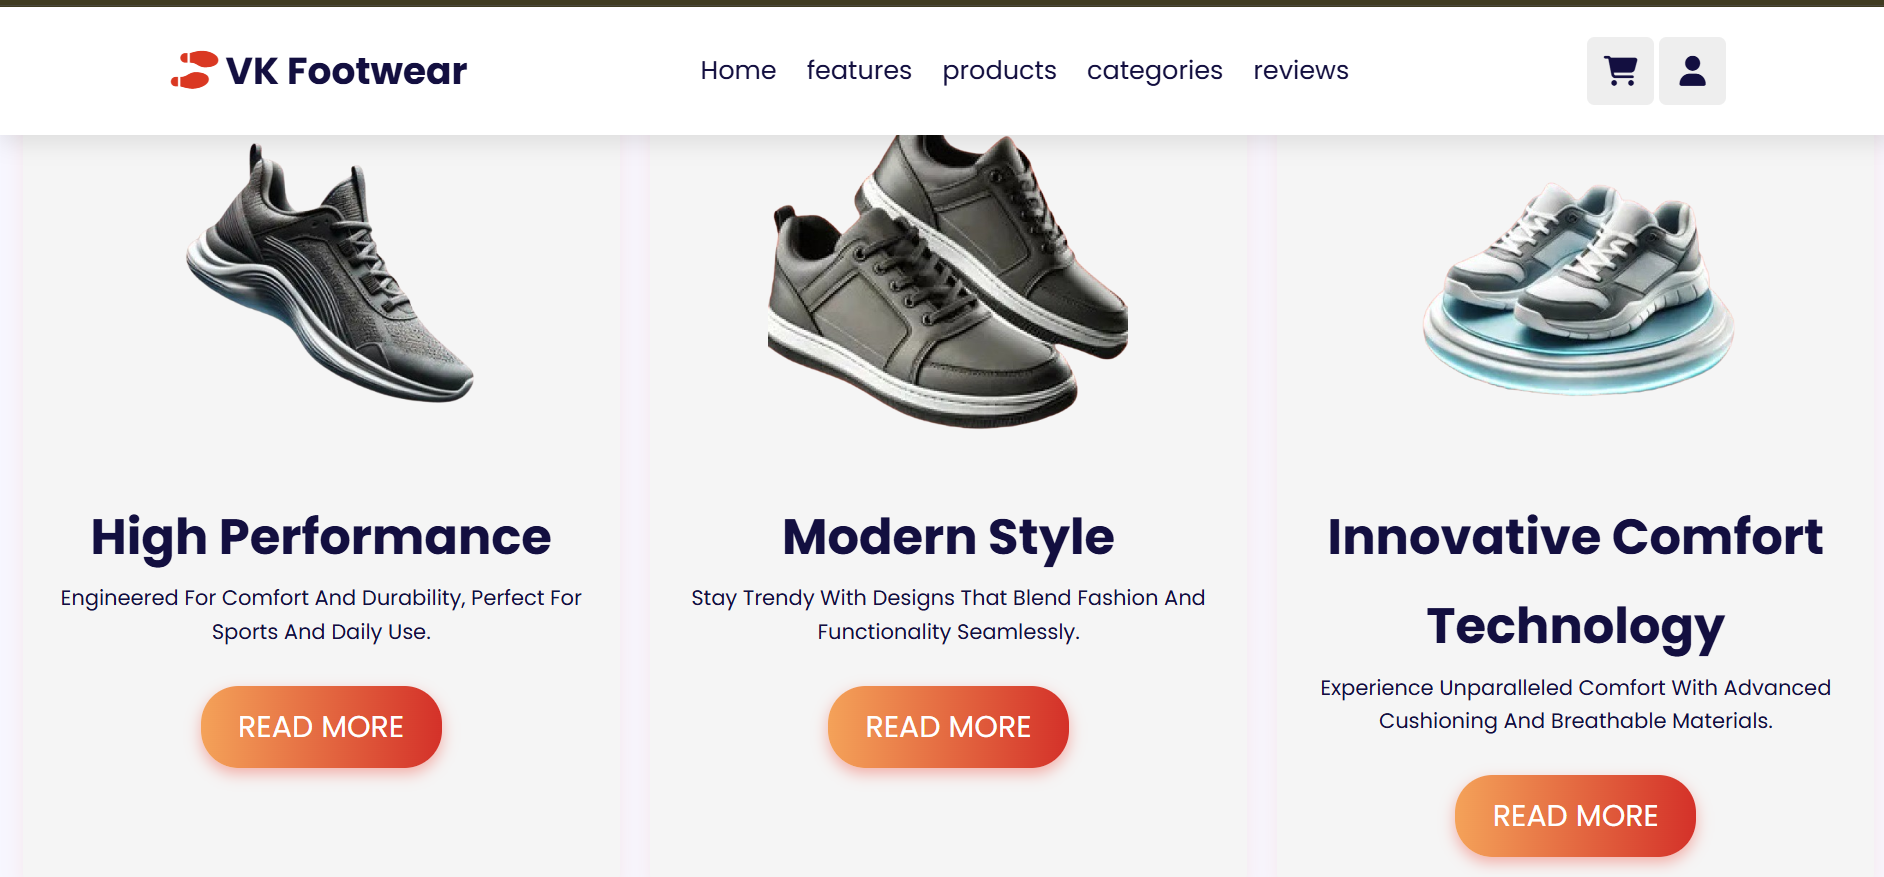 VK Footwear
Home features products categories reviews
High Performance
Engineered For Comfort And Durability, Perfect For
Sports And Daily Use.
READ MORE
Modern Style
Stay Trendy With Designs That Blend Fashion And
Functionality Seamlessly.
READ MORE
Innovative Comfort
Technology
Experience Unparalleled Comfort With Advanced
Cushioning And Breathable Materials.
READ MORE